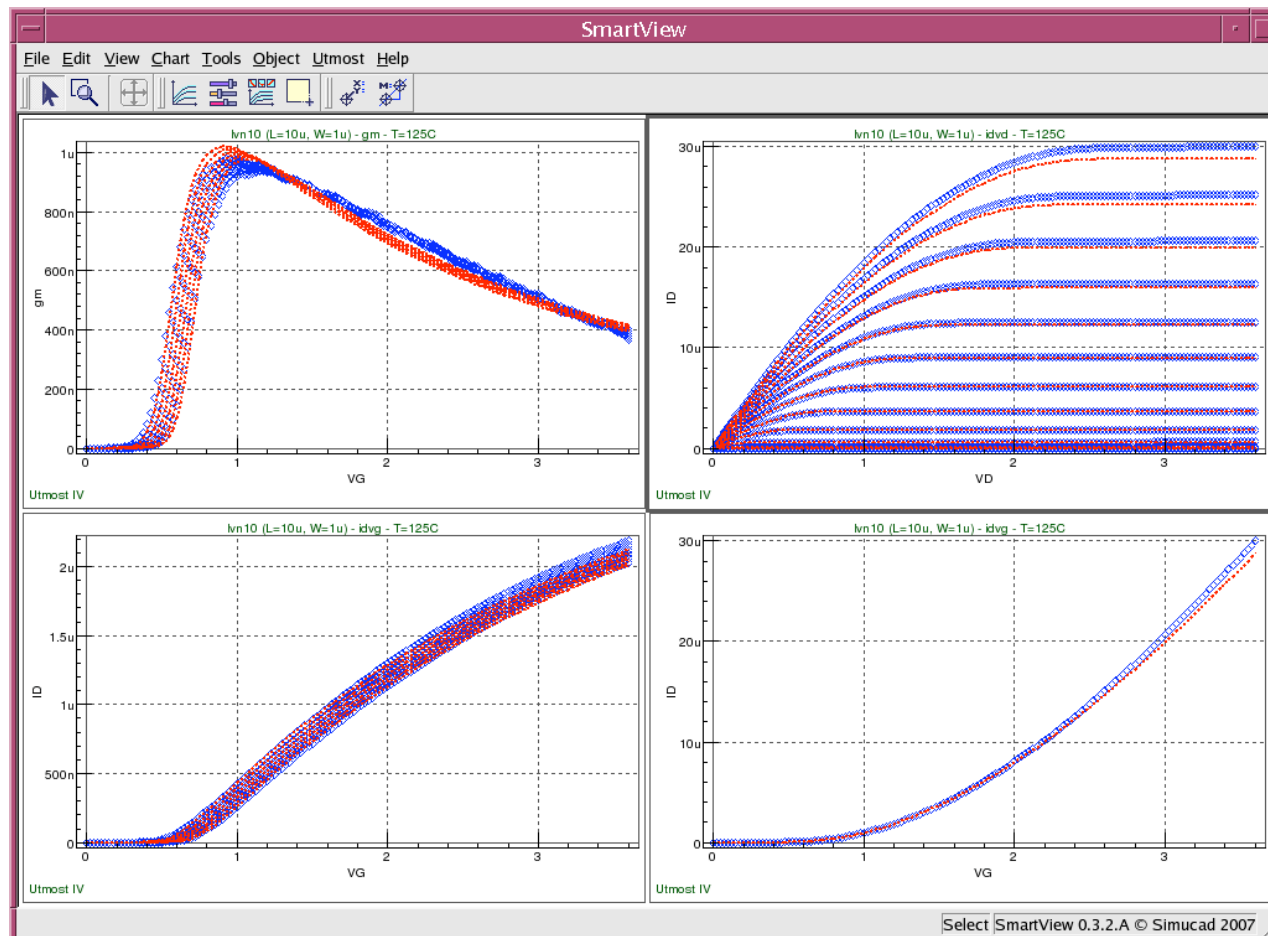 SmartView
File Edit View Chart Tools Object Utmost Help
lvn10 (L=10u, W=1u) - gm - T=125C
1u
800n
600n
400n
200n
0
gm
0 1 2 3
VG
Utmost IV
lvn10 (L=10u, W=1u) - idvd - T=125C
30u
20u
10u
0
ID
0 1 2 3
VD
Utmost IV
lvn10 (L=10u, W=1u) - idvg - T=125C
2u
1.5u
1u
500n
0
ID
0 1 2 3
VG
Utmost IV
lvn10 (L=10u, W=1u) - idvg - T=125C
30u
20u
10u
0
ID
0 1 2 3
VG
Utmost IV
Select SmartView 0.3.2.A © Simucad 2007